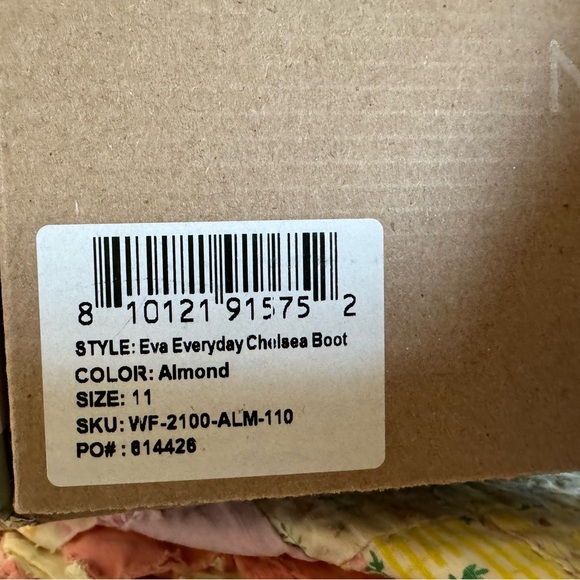 8 10121 91575 2
STYLE: Eva Everyday Chelsea Boot
COLOR: Almond
SIZE: 11
SKU: WF-2100-ALM-110
PO# : 614426